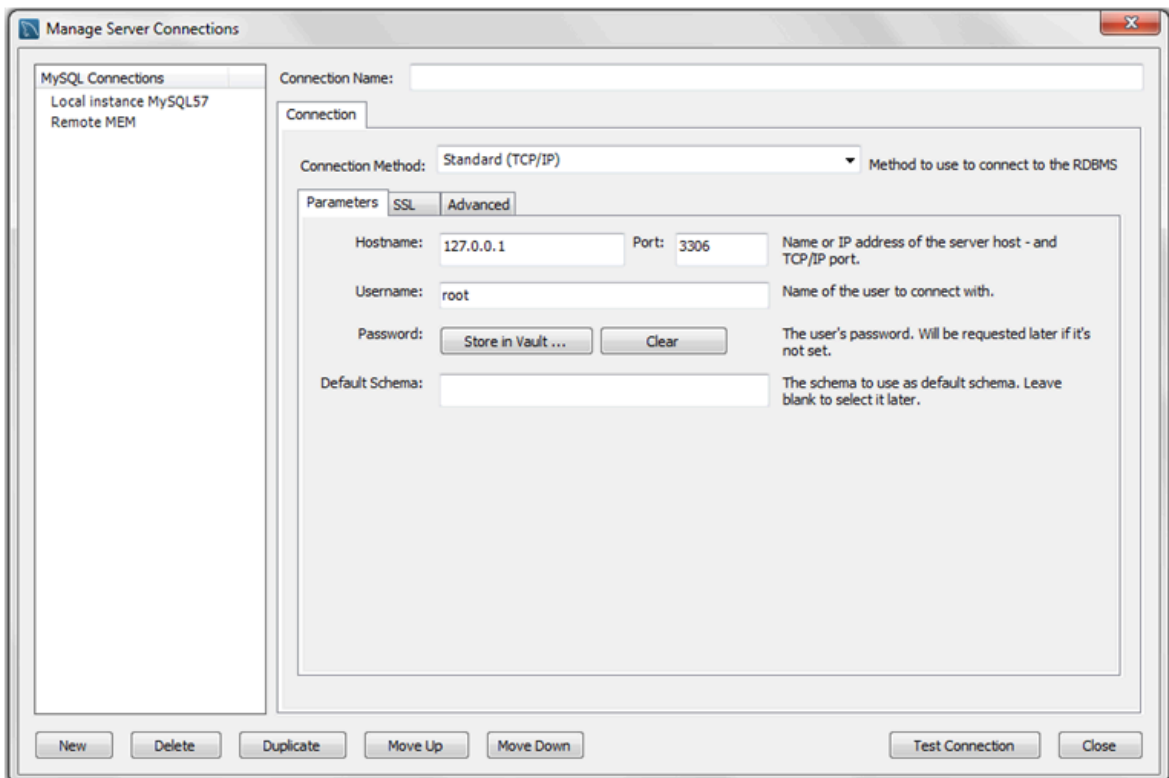 Manage Server Connections
MySQL Connections
Local instance MySQL57
Remote MEM
Connection Name:
Connection
Connection Method: Standard (TCP/IP) Method to use to connect to the RDBMS
Parameters SSL Advanced
Hostname: 127.0.0.1 Port: 3306 Name or IP address of the server host - and
TCP/IP port.
Username: root Name of the user to connect with.
Password: Store in Vault ... Clear The user's password. Will be requested later if it's
not set.
Default Schema: The schema to use as default schema. Leave
blank to select it later.
New Delete Duplicate Move Up Move Down Test Connection Close